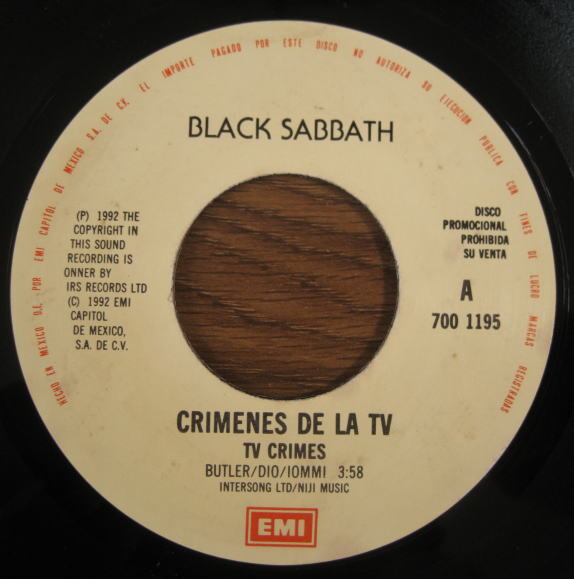 HECHO EN MEXICO D.F. POR EMI CAPITOL DE MEXICO S.A. DE CV. EL IMPORTE PAGADO POR ESTE DISCO NO AUTORIZA SU EJECUCION PUBLICA CON FINES DE LUCRO MARCAS REGISTRADAS
BLACK SABBATH
(P) 1992 THE
COPYRIGHT IN
THIS SOUND
RECORDING IS
ONNER BY
IRS RECORDS LTD
(C) 1992 EMI
CAPITOL
DE MEXICO,
S.A. DE C.V.
DISCO
PROMOCIONAL
PROHIBIDA
SU VENTA
A
700 1195
CRIMENES DE LA TV
TV CRIMES
BUTLER/DIO/IOMMI 3:58
INTERSONG LTD/NIJI MUSIC
EMI